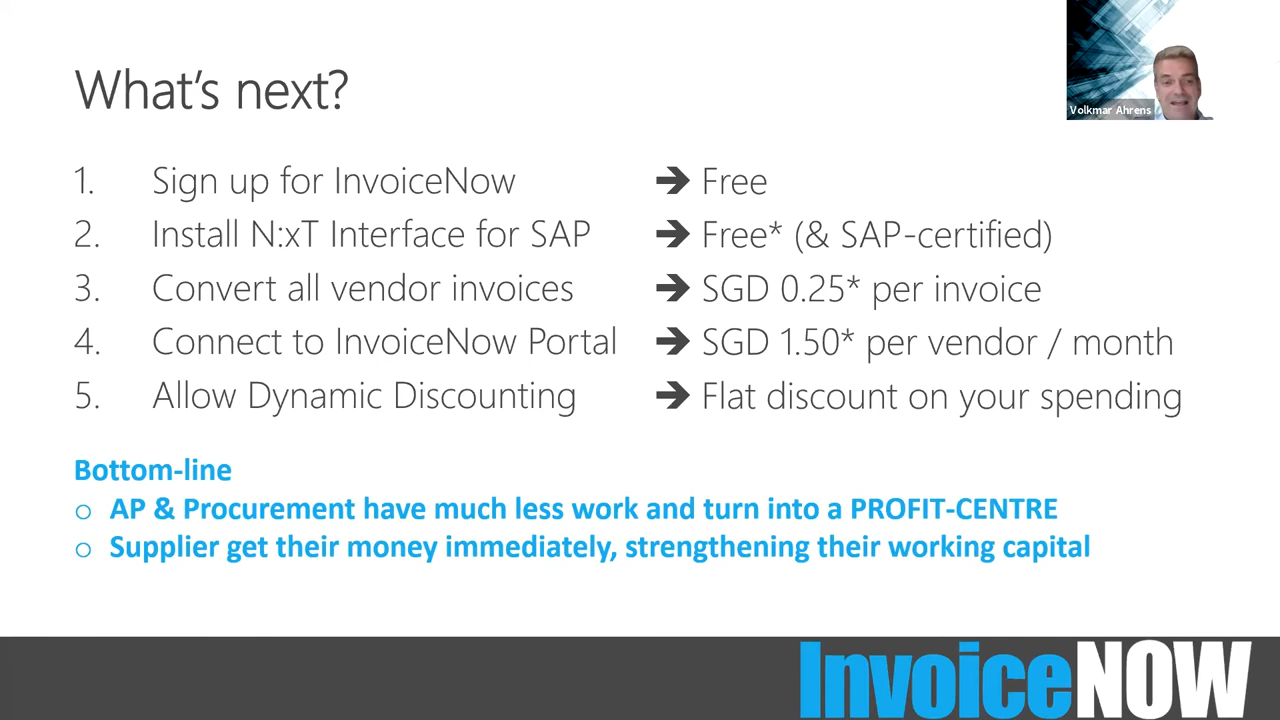 Volkmar Ahrens
What's next?
1. Sign up for InvoiceNow ➔ Free
2. Install N:xT Interface for SAP ➔ Free* (& SAP-certified)
3. Convert all vendor invoices ➔ SGD 0.25* per invoice
4. Connect to InvoiceNow Portal ➔ SGD 1.50* per vendor / month
5. Allow Dynamic Discounting ➔ Flat discount on your spending
Bottom-line
o AP & Procurement have much less work and turn into a PROFIT-CENTRE
o Supplier get their money immediately, strengthening their working capital
InvoiceNOW